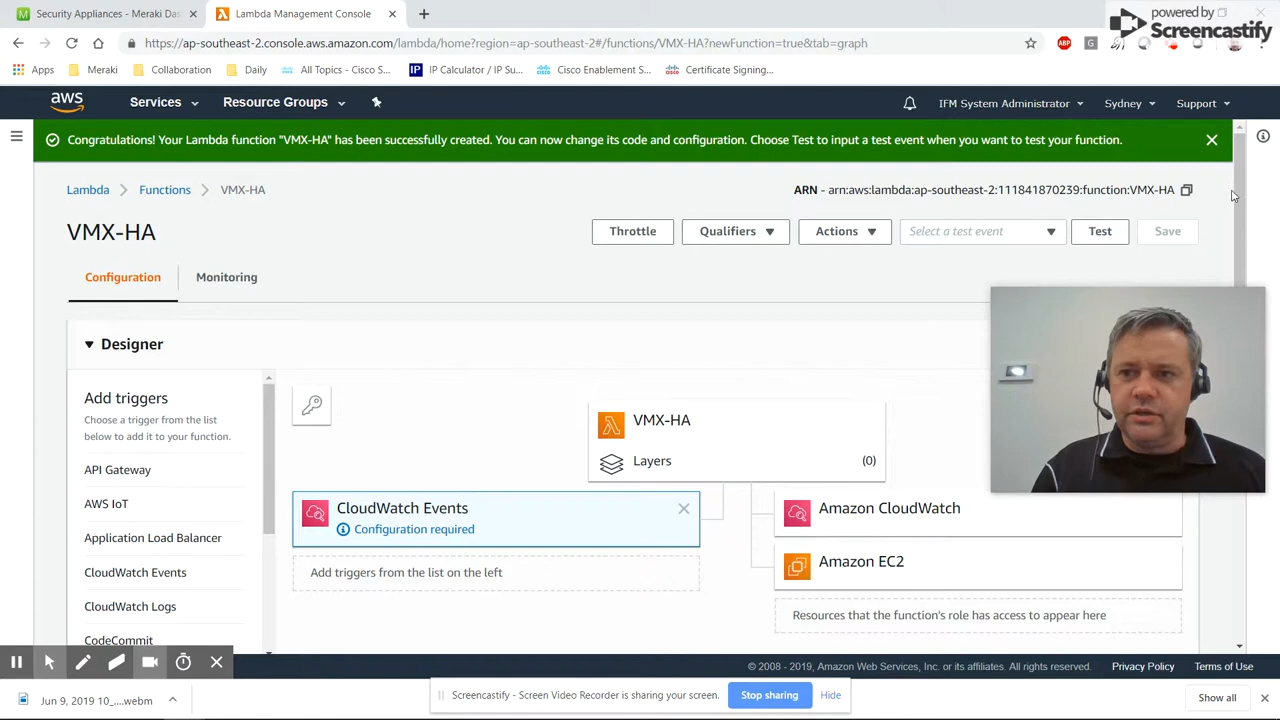 Security Appliances - Meraki Das
Lambda Management Console
powered by
Screencastify
https://ap-southeast-2.console.aws.amazon.com/lambda/home?region=ap-southeast-2#/functions/VMX-HA?newFunction=true&tab=graph
ABP
Apps
Meraki
Collaboration
Daily
All Topics - Cisco S...
IP
IP Calculator / IP Su...
Cisco Enablement S...
Certificate Signing...
aws
Services
Resource Groups
IFM System Administrator
Sydney
Support
Congratulations! Your Lambda function "VMX-HA" has been successfully created. You can now change its code and configuration. Choose Test to input a test event when you want to test your function.
Lambda
Functions
VMX-HA
ARN - arn:aws:lambda:ap-southeast-2:111841870239:function:VMX-HA
VMX-HA
Throttle
Qualifiers
Actions
Select a test event
Test
Save
Configuration
Monitoring
Designer
Add triggers
Choose a trigger from the list
below to add it to your function.
API Gateway
AWS IoT
Application Load Balancer
CloudWatch Events
CloudWatch Logs
CodeCommit
VMX-HA
Layers
(0)
CloudWatch Events
Configuration required
Add triggers from the list on the left
Amazon CloudWatch
Amazon EC2
Resources that the function's role has access to appear here
© 2008 - 2019, Amazon Web Services, Inc. or its affiliates. All rights reserved.
Privacy Policy
Terms of Use
Jun 9, 2019 10_....webm
Screencastify - Screen Video Recorder is sharing your screen.
Stop sharing
Hide
Show all